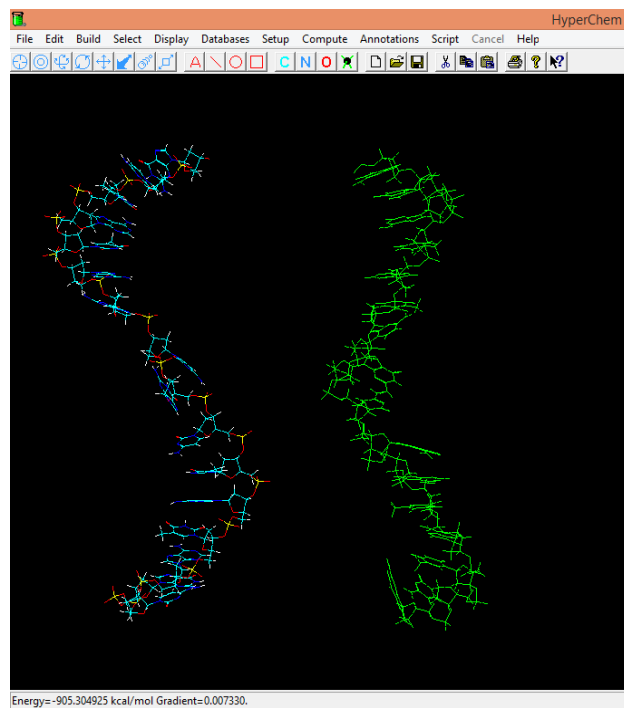 HyperChem
File Edit Build Select Display Databases Setup Compute Annotations Script Cancel Help
A C N O ? ?
Energy=-905.304925 kcal/mol Gradient=0.007330.